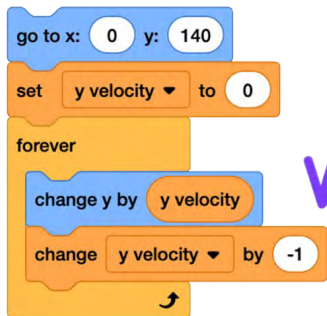 go to x: 0 y: 140
set y velocity to 0
forever
change y by y velocity
change y velocity by -1